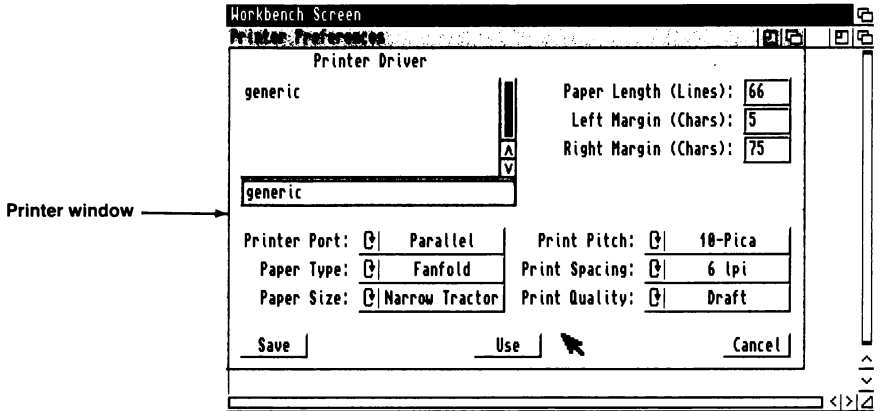 Workbench Screen
Printer Preferences
Printer Driver
generic
generic
Paper Length (Lines): 66
Left Margin (Chars): 5
Right Margin (Chars): 75
Printer window
Printer Port: Parallel
Paper Type: Fanfold
Paper Size: Narrow Tractor
Print Pitch: 10-Pica
Print Spacing: 6 lpi
Print Quality: Draft
Save Use Cancel